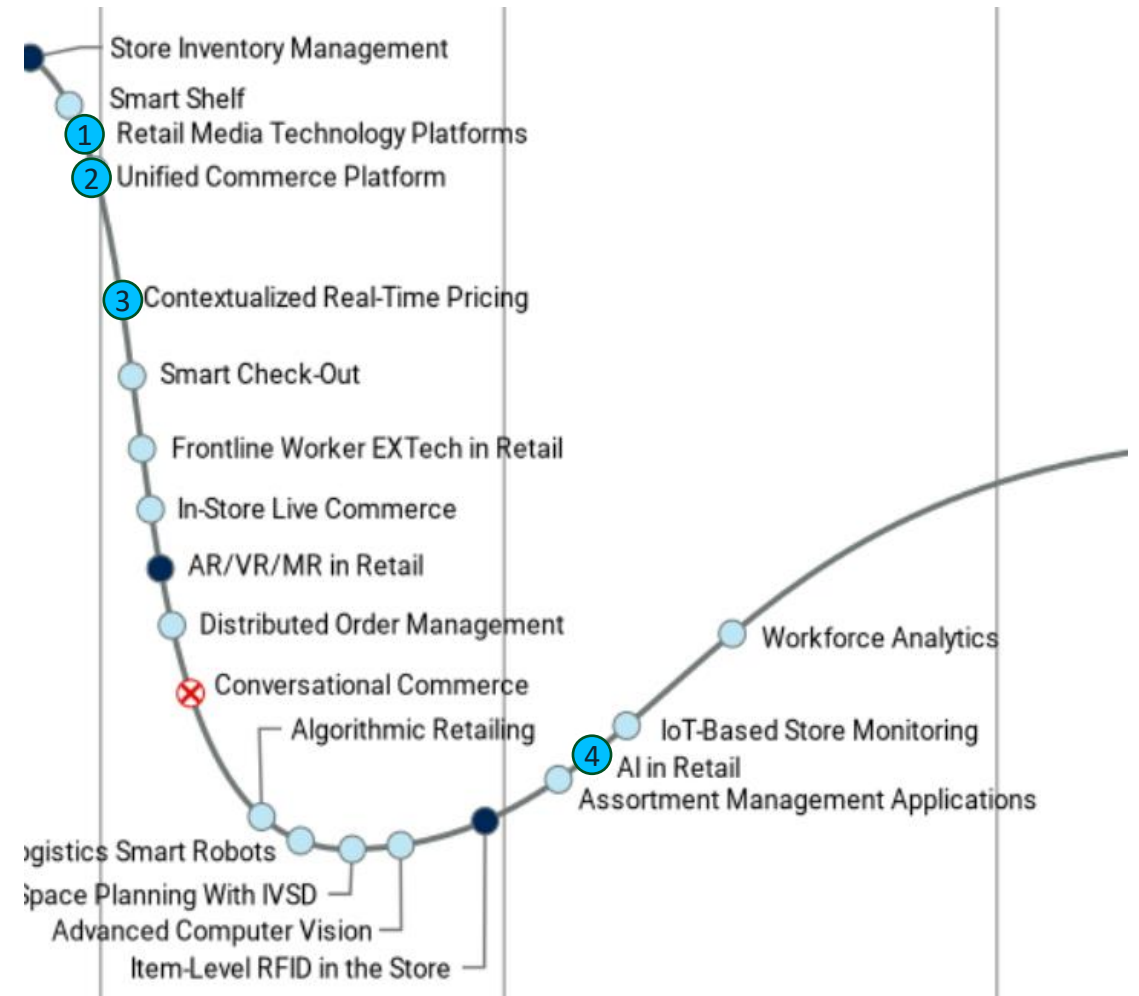 Store Inventory Management
Smart Shelf
1 Retail Media Technology Platforms
2 Unified Commerce Platform
3 Contextualized Real-Time Pricing
Smart Check-Out
Frontline Worker EXTech in Retail
In-Store Live Commerce
AR/VR/MR in Retail
Distributed Order Management
Workforce Analytics
Conversational Commerce
Algorithmic Retailing
IoT-Based Store Monitoring
4 AI in Retail
Assortment Management Applications
ogistics Smart Robots
Space Planning With IVSD
Advanced Computer Vision
Item-Level RFID in the Store